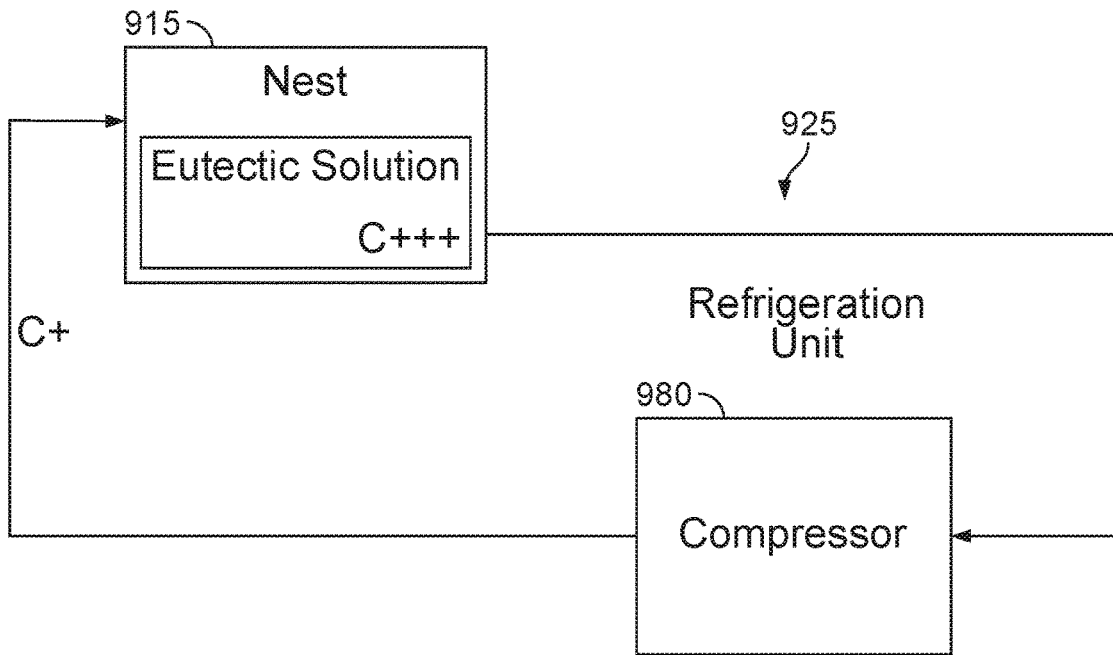 915
Nest
Eutectic Solution
C+++
925
Refrigeration
Unit
C+
980
Compressor